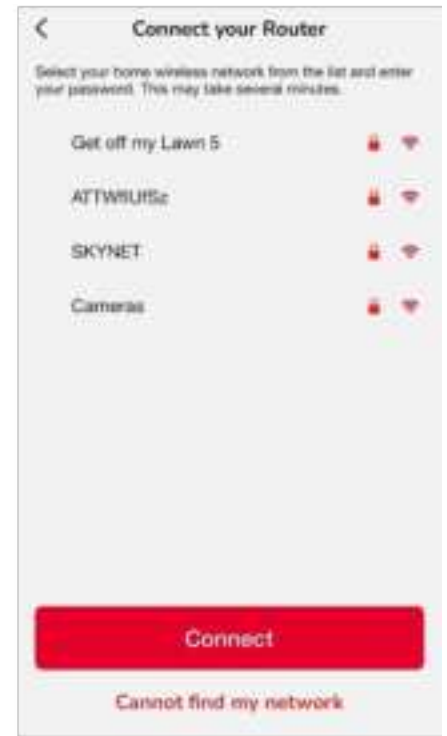 Connect your Router
Select your home wireless network from the list and enter
your password. This may take several minutes.
Get off my Lawn 5
SKYNET
Cameras
Connect
Cannot find my network